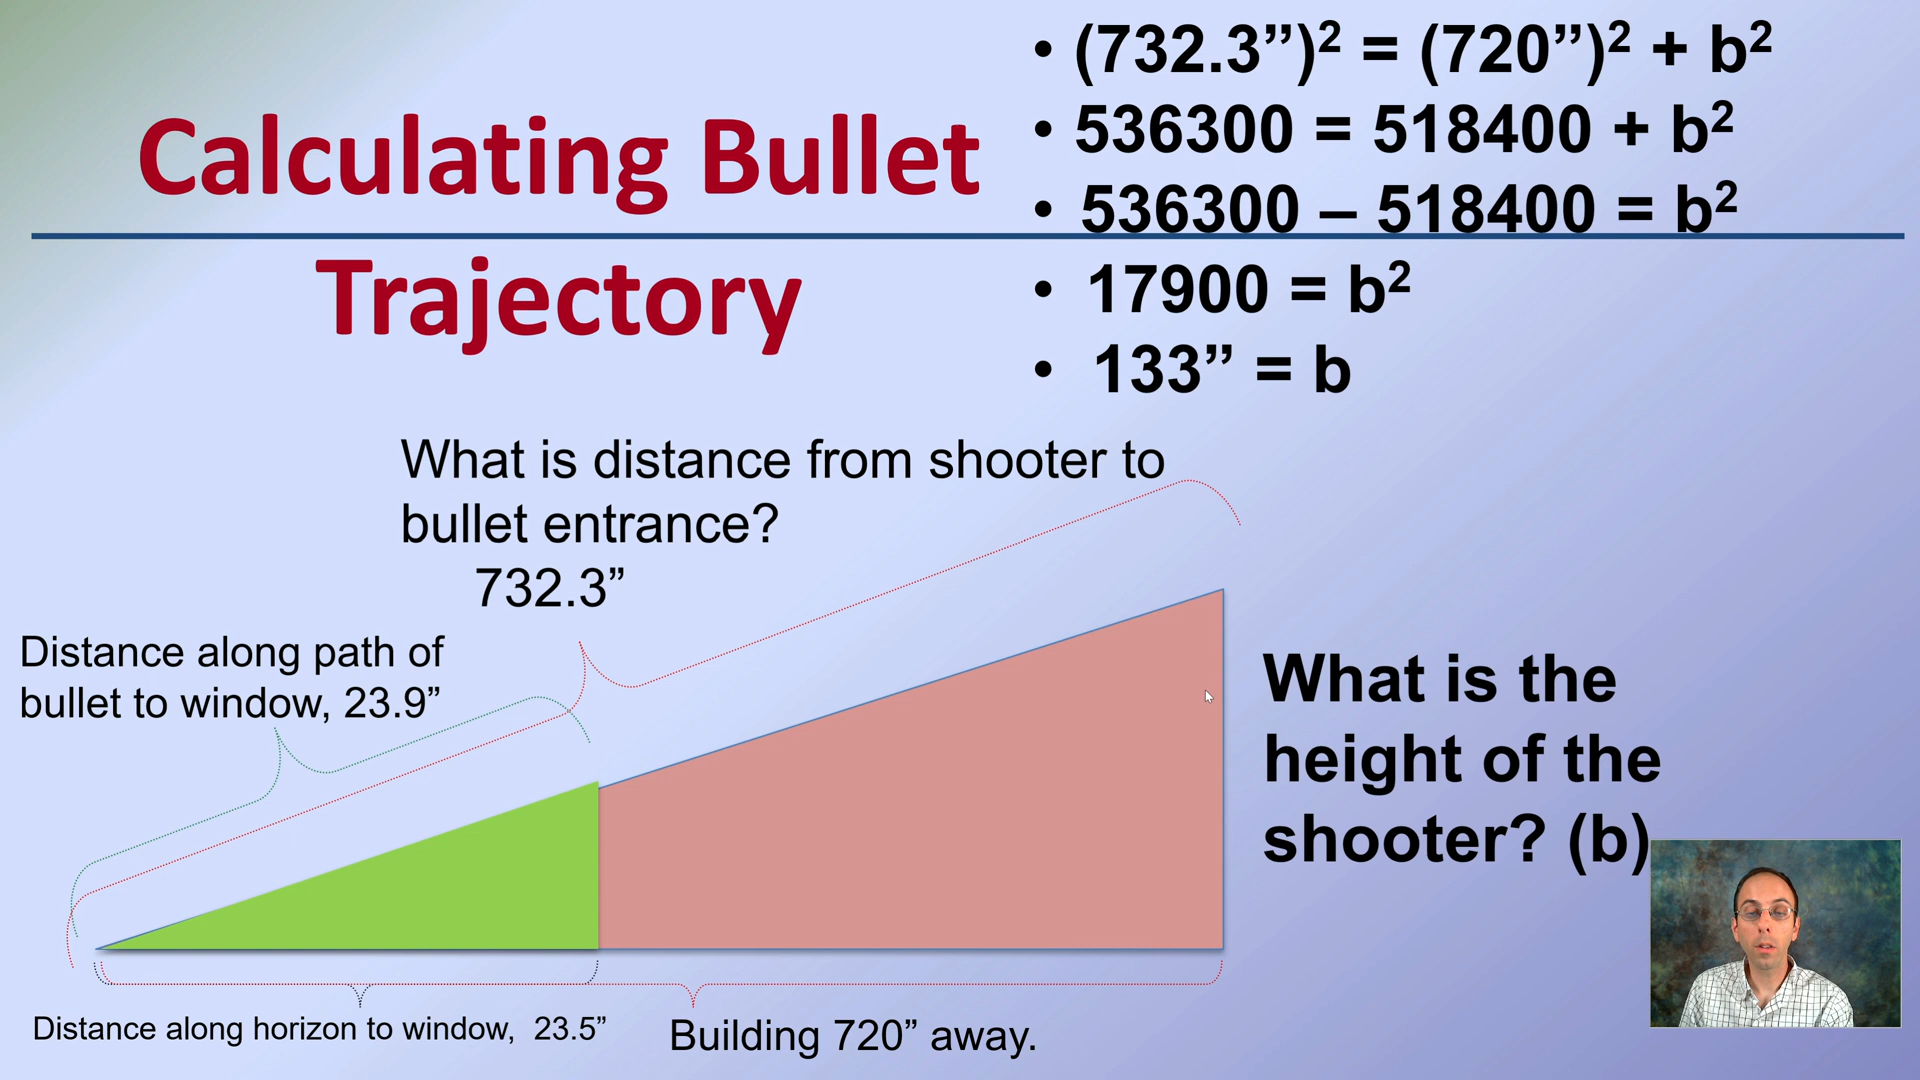 Calculating Bullet
Trajectory
• (732.3”)² = (720”)² + b²
• 536300 = 518400 + b²
• 536300 – 518400 = b²
• 17900 = b²
• 133” = b
What is distance from shooter to
bullet entrance?
732.3”
Distance along path of
bullet to window, 23.9”
What is the
height of the
shooter? (b)
Distance along horizon to window, 23.5”
Building 720” away.